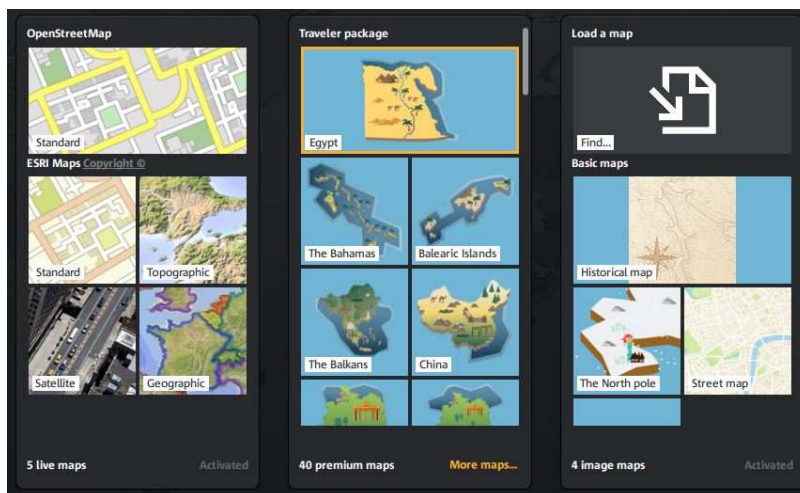 OpenStreetMap
Standard
ESRI Maps Copyright ©
Standard
Topographic
Satellite
Geographic
5 live maps
Activated
Traveler package
Egypt
The Bahamas
Balearic Islands
The Balkans
China
40 premium maps
More maps...
Load a map
Find...
Basic maps
Historical map
The North pole
Street map
4 image maps
Activated